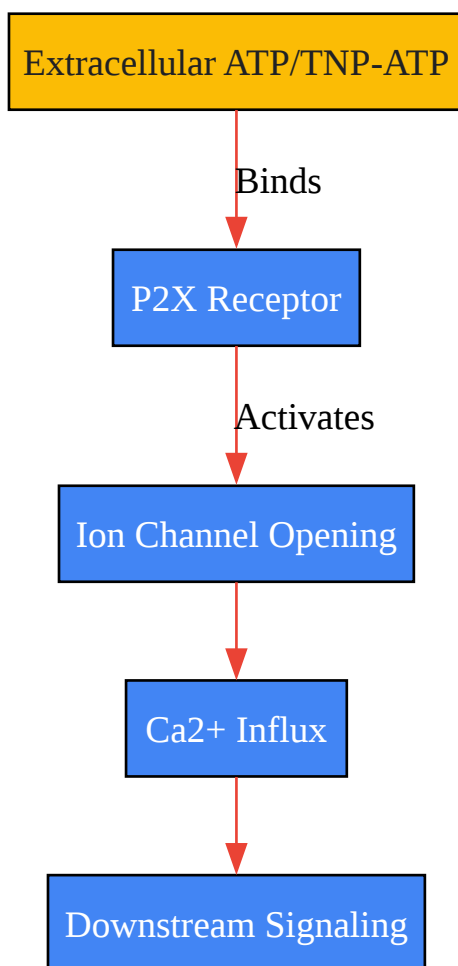 Extracellular ATP/TNP-ATP
Binds
P2X Receptor
Activates
Ion Channel Opening
Ca2+ Influx
Downstream Signaling